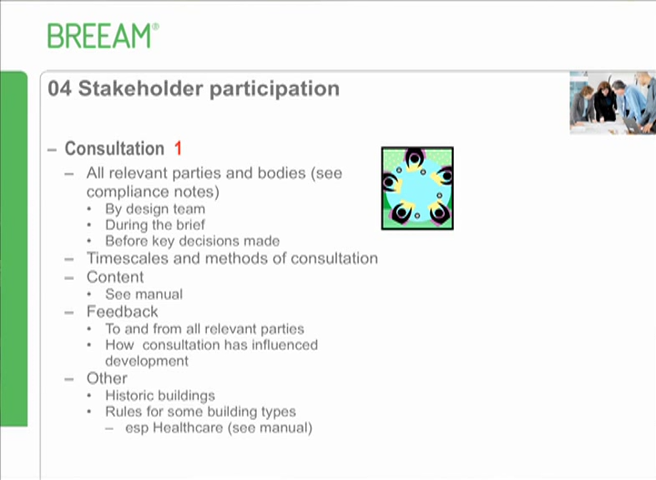 BREEAM®
04 Stakeholder participation
– Consultation 1
– All relevant parties and bodies (see
compliance notes)
• By design team
• During the brief
• Before key decisions made
– Timescales and methods of consultation
– Content
• See manual
– Feedback
• To and from all relevant parties
• How consultation has influenced
development
– Other
• Historic buildings
• Rules for some building types
– esp Healthcare (see manual)